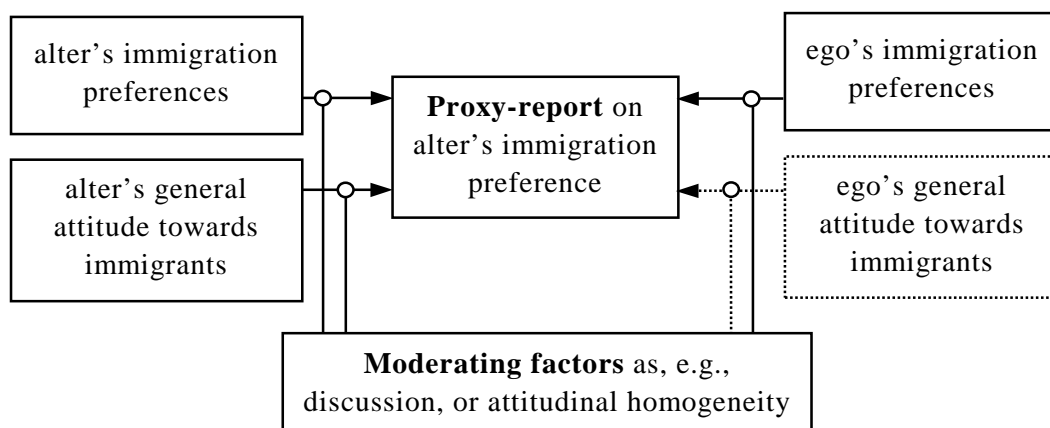 alter’s immigration
preferences
Proxy-report on
alter’s immigration
preference
ego’s immigration
preferences
alter’s general
attitude towards
immigrants
ego’s general
attitude towards
immigrants
Moderating factors as, e.g.,
discussion, or attitudinal homogeneity